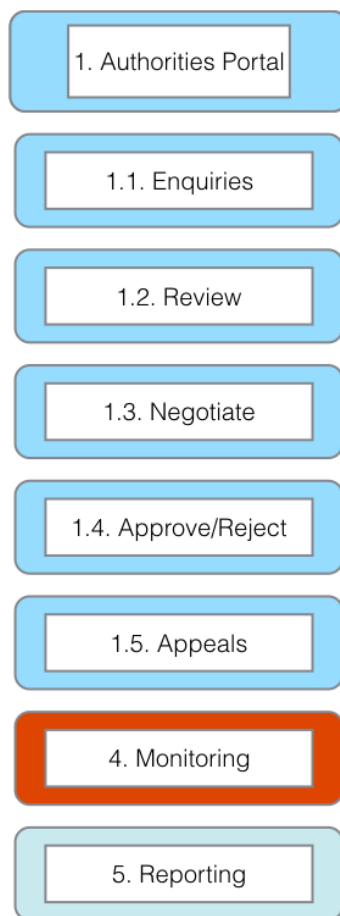 1. Authorities Portal
1.1. Enquiries
1.2. Review
1.3. Negotiate
1.4. Approve/Reject
1.5. Appeals
4. Monitoring
5. Reporting